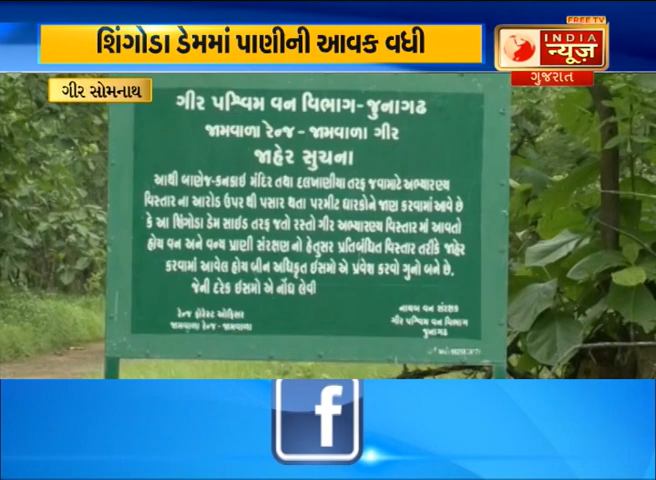 શિંગોડા ડેમમાં પાણીની આવક વધી
FREE TV
INDIA
ન્યૂઝ
ગુજરાત
ગીર સોમનાથ
ગીર પશ્ચિમ વન વિભાગ-જુનાગઢ
જામવાળા રેન્જ - જામવાળા ગીર
જાહેર સુચના
આથી બાણેજ-કનકાઇ મંદિર તથા દલખાણીયા તરફ જવામાટે અભ્યારણ્ય
વિસ્તાર ના આરોડ ઉપર થી પસાર થતા પરમીટ ધારકોને જાણ કરવામાં આવે છે
કે આ શિંગોડા ડેમ સાઇડ તરફ જતો રસ્તો ગીર અભ્યારણ્ય વિસ્તાર માં આવતો
હોય વન અને વન્ય પ્રાણી સંરક્ષણ નો હેતુસર પ્રતિબંધિત વિસ્તાર તરીકે જાહેર
કરવામાં આવેલ હોય બીન અધિકૃત ઇસમો એ પ્રવેશ કરવો ગુનો બને છે.
જેની દરેક ઇસમો એ નોંધ લેવી
રેન્જ ફોરેસ્ટ ઓફિસર
જામવાળા રેન્જ - જામવાળા
નાયબ વન સંરક્ષક
ગીર પશ્ચિમ વન વિભાગ
જુનાગઢ
f